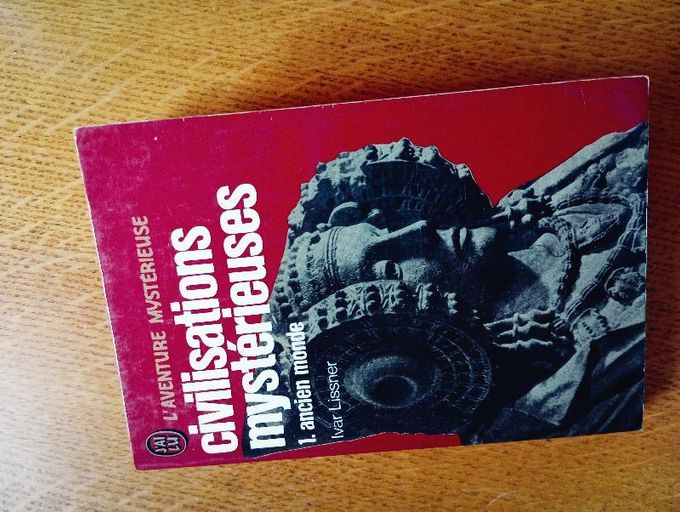 J'AI
LU
L'AVENTURE MYSTÉRIEUSE
civilisations
mystérieuses
1. ancien monde
Ivar Lissner